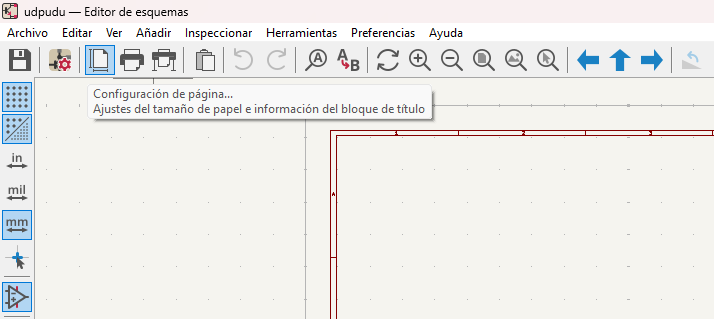 udpudu — Editor de esquemas
Archivo Editar Ver Añadir Inspeccionar Herramientas Preferencias Ayuda
A
A B
Configuración de página...
Ajustes del tamaño de papel e información del bloque de título
in
mil
mm
1 2 3
A